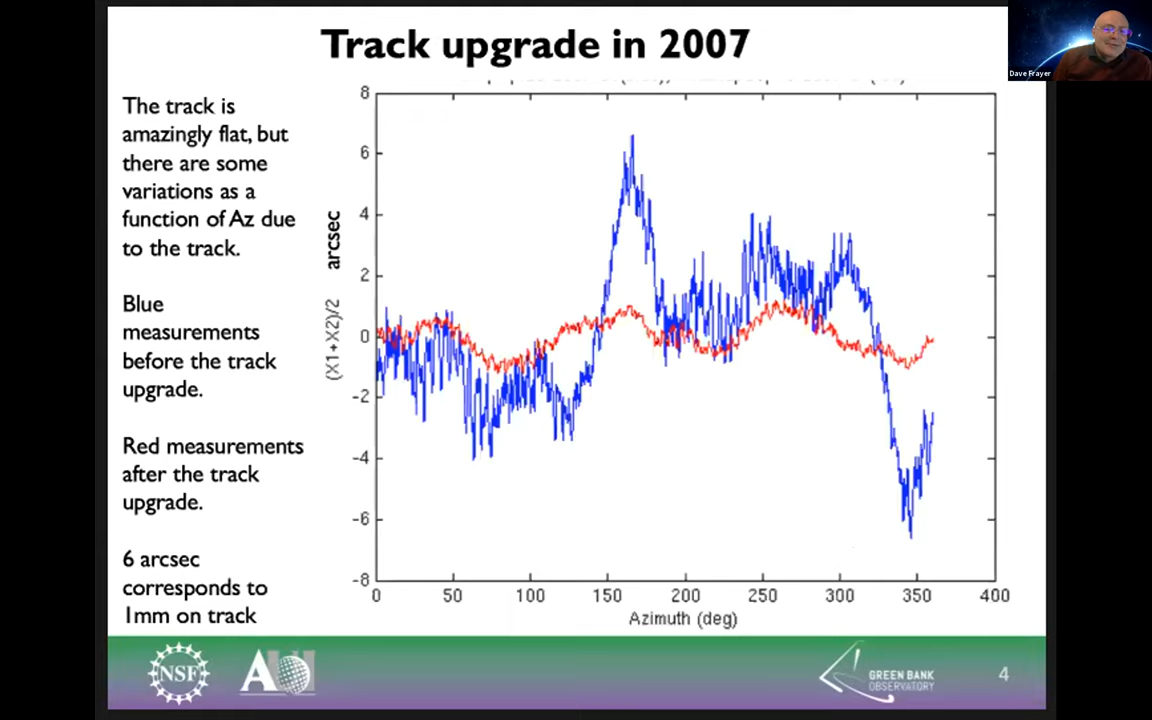 Track upgrade in 2007
Dave Frayer
The track is
amazingly flat, but
there are some
variations as a
function of Az due
to the track.
Blue
measurements
before the track
upgrade.
Red measurements
after the track
upgrade.
6 arcsec
corresponds to
1mm on track
(X1+X2)/2 arcsec
8
6
4
2
0
-2
-4
-6
-8
0 50 100 150 200 250 300 350 400
Azimuth (deg)
NSF
GREEN BANK
OBSERVATORY
4